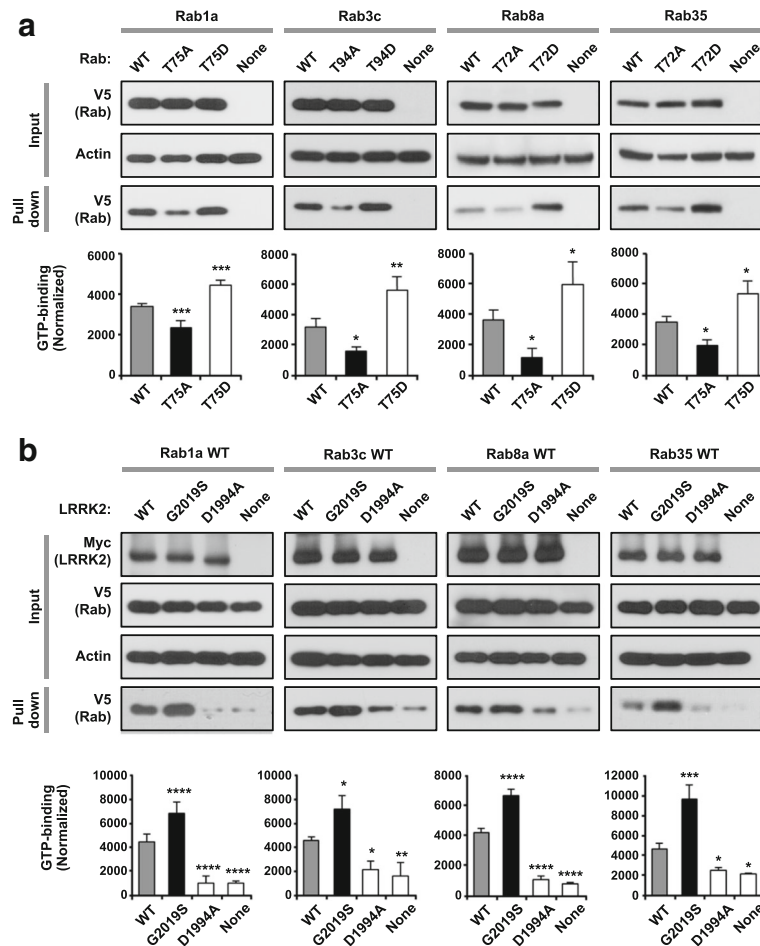 a
Rab1a Rab3c Rab8a Rab35
Rab: WT T75A T75D None WT T94A T94D None WT T72A T72D None WT T72A T72D None
Input
V5 (Rab)
Actin
Pull down
V5 (Rab)
GTP-binding (Normalized)
6000 4000 2000 0
*** ***
WT T75A T75D
8000 6000 4000 2000 0
* **
WT T75A T75D
8000 6000 4000 2000 0
* *
WT T75A T75D
8000 6000 4000 2000 0
* *
WT T75A T75D
b
Rab1a WT Rab3c WT Rab8a WT Rab35 WT
LRRK2: WT G2019S D1994A None WT G2019S D1994A None WT G2019S D1994A None WT G2019S D1994A None
Input
Myc (LRRK2)
V5 (Rab)
Actin
Pull down
V5 (Rab)
GTP-binding (Normalized)
10000 8000 6000 4000 2000 0
**** **** ****
WT G2019S D1994A None
10000 8000 6000 4000 2000 0
* * **
WT G2019S D1994A None
8000 6000 4000 2000 0
**** **** ****
WT G2019S D1994A None
12000 10000 8000 6000 4000 2000 0
*** * *
WT G2019S D1994A None